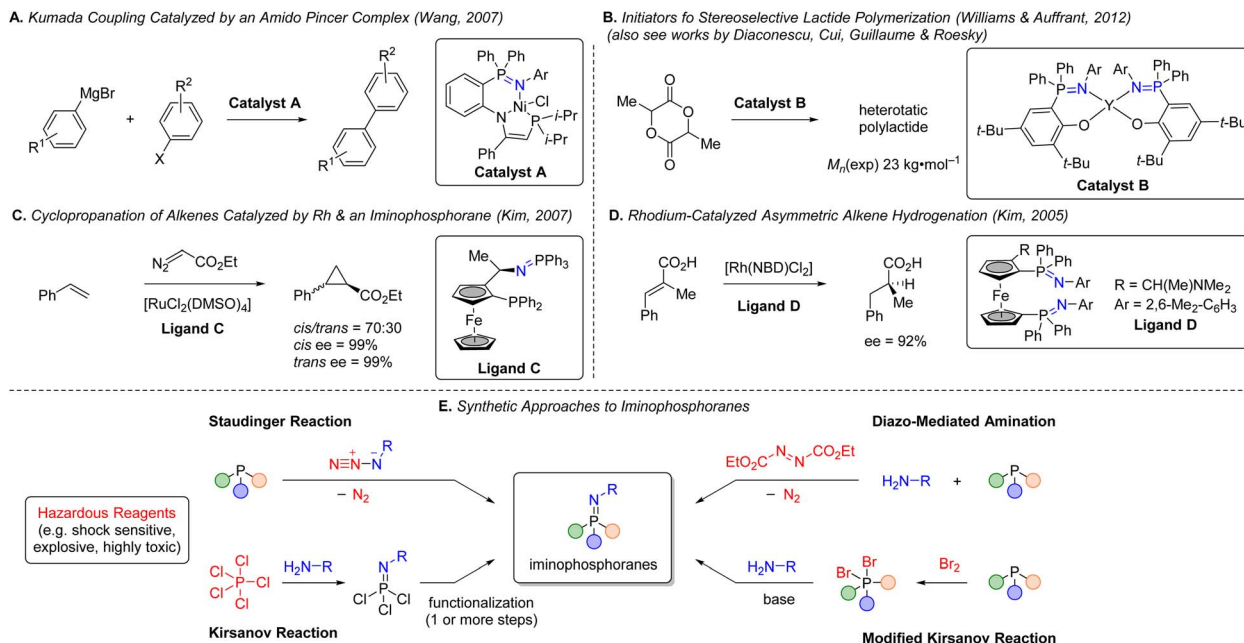 A. Kumada Coupling Catalyzed by an Amido Pincer Complex (Wang, 2007)
MgBr
R1
+
R2
X
Catalyst A
R2
R1
Ph Ph
P
N
Ar
Ni
Cl
N
P
i-Pr
i-Pr
Ph
Catalyst A
B. Initiators fo Stereoselective Lactide Polymerization (Williams & Auffrant, 2012)
(also see works by Diaconescu, Cui, Guillaume & Roesky)
O
Me
O
O
Me
O
Catalyst B
heterotatic
polylactide
Mn(exp) 23 kg•mol–1
Ph Ar Ar Ph
Ph P N N P Ph
Y
t-Bu O O t-Bu
t-Bu t-Bu
Catalyst B
C. Cyclopropanation of Alkenes Catalyzed by Rh & an Iminophosphorane (Kim, 2007)
Ph
N2 CO2Et
[RuCl2(DMSO)4]
Ligand C
Ph CO2Et
cis/trans = 70:30
cis ee = 99%
trans ee = 99%
Me
N PPh3
PPh2
Fe
Ligand C
D. Rhodium-Catalyzed Asymmetric Alkene Hydrogenation (Kim, 2005)
CO2H
Me
Ph
[Rh(NBD)Cl2]
Ligand D
CO2H
H
Me
Ph
ee = 92%
R Ph
P Ph
N Ar
Fe
N Ar
P
Ph Ph
R = CH(Me)NMe2
Ar = 2,6-Me2-C6H3
Ligand D
E. Synthetic Approaches to Iminophosphoranes
Staudinger Reaction
P
N≡N–N
+ –
R
– N2
Diazo-Mediated Amination
EtO2C N N CO2Et
– N2
H2N–R + P
R
N
P
iminophosphoranes
Hazardous Reagents
(e.g. shock sensitive,
explosive, highly toxic)
Cl
Cl Cl
P
Cl
Cl
H2N–R
R
N
P
Cl Cl
Cl
functionalization
(1 or more steps)
Kirsanov Reaction
H2N–R
base
Br
Br
P
Br2
P
Modified Kirsanov Reaction